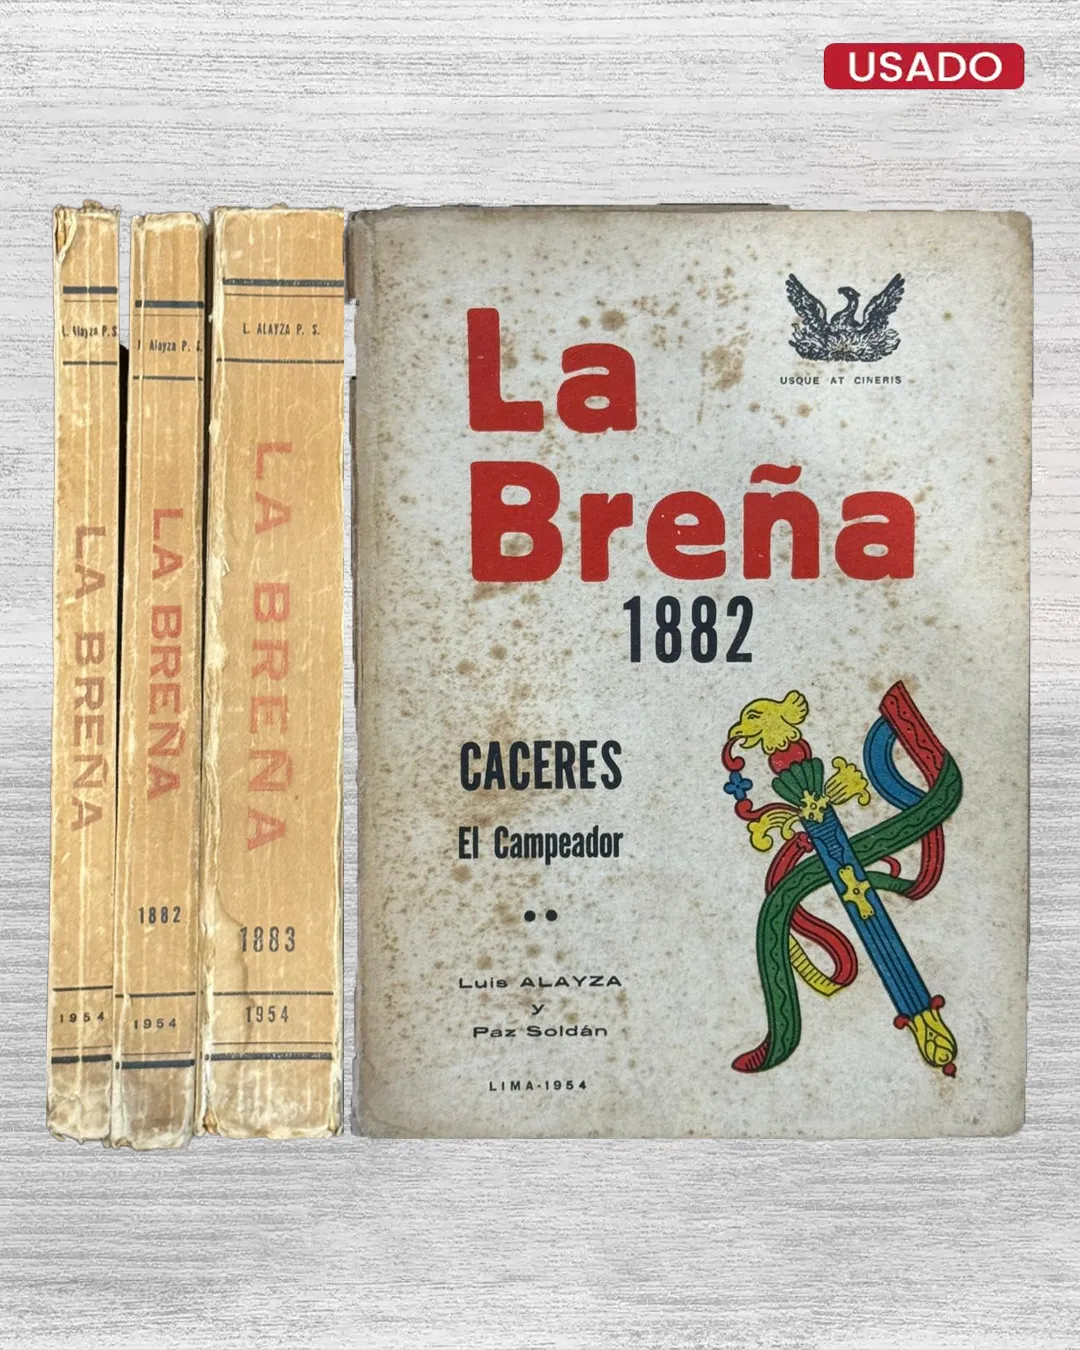 USADO
L. Alayza P. S.
LA BREÑA
1954
L. Alayza P. S.
LA BREÑA
1882
1954
L. ALAYZA P. S.
LA BREÑA
1883
1954
USQUE AT CINERIS
La
Breña
1882
CACERES
El Campeador
Luis ALAYZA
y
Paz Soldán
LIMA-1954